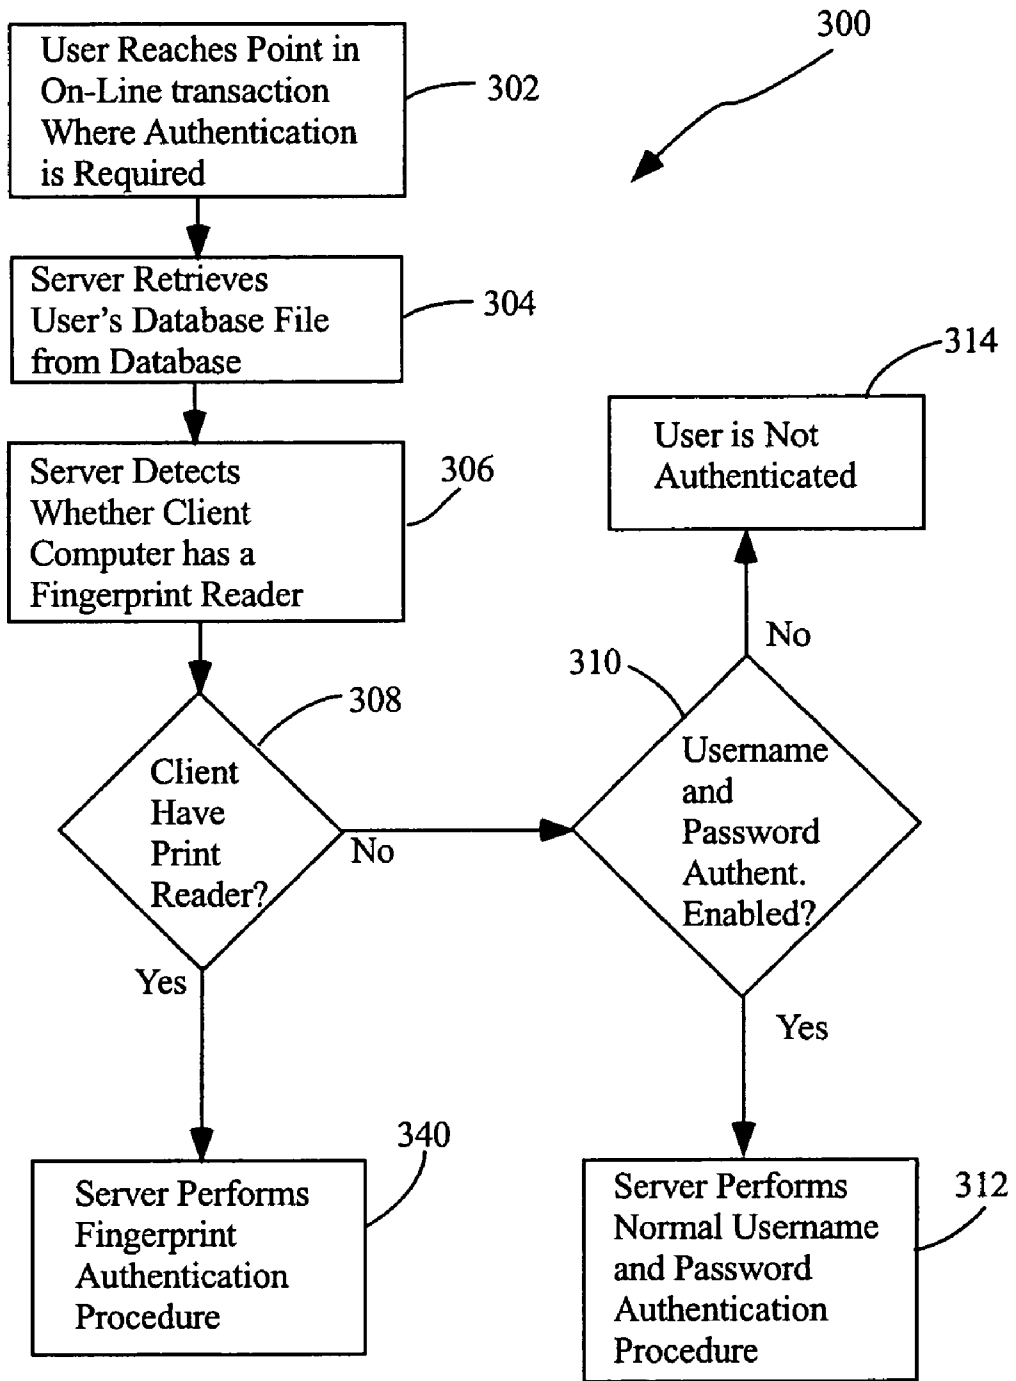 300
User Reaches Point in
On-Line transaction
Where Authentication
is Required
302
Server Retrieves
User's Database File
from Database
304
314
User is Not
Authenticated
Server Detects
Whether Client
Computer has a
Fingerprint Reader
306
No
310
308
Client
Have
Print
Reader?
No
Username
and
Password
Authent.
Enabled?
Yes
Yes
340
Server Performs
Fingerprint
Authentication
Procedure
312
Server Performs
Normal Username
and Password
Authentication
Procedure